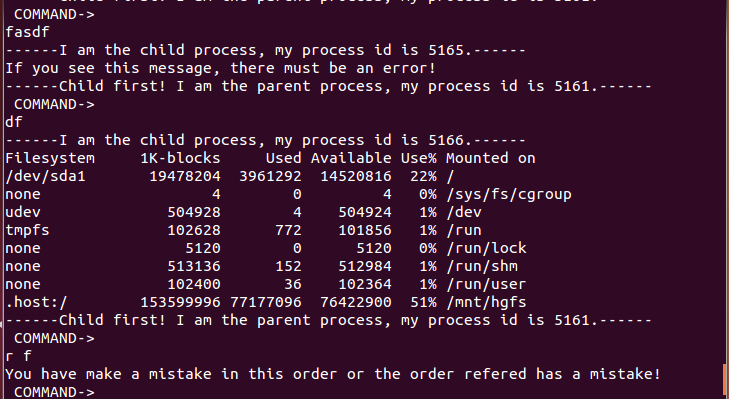 COMMAND->
fasdf
------I am the child process, my process id is 5165.------
If you see this message, there must be an error!
------Child first! I am the parent process, my process id is 5161.------
COMMAND->
df
------I am the child process, my process id is 5166.------
Filesystem 1K-blocks Used Available Use% Mounted on
/dev/sda1 19478204 3961292 14520816 22% /
none 4 0 4 0% /sys/fs/cgroup
udev 504928 4 504924 1% /dev
tmpfs 102628 772 101856 1% /run
none 5120 0 5120 0% /run/lock
none 513136 152 512984 1% /run/shm
none 102400 36 102364 1% /run/user
.host:/ 153599996 77177096 76422900 51% /mnt/hgfs
------Child first! I am the parent process, my process id is 5161.------
COMMAND->
r f
You have make a mistake in this order or the order refered has a mistake!
COMMAND->